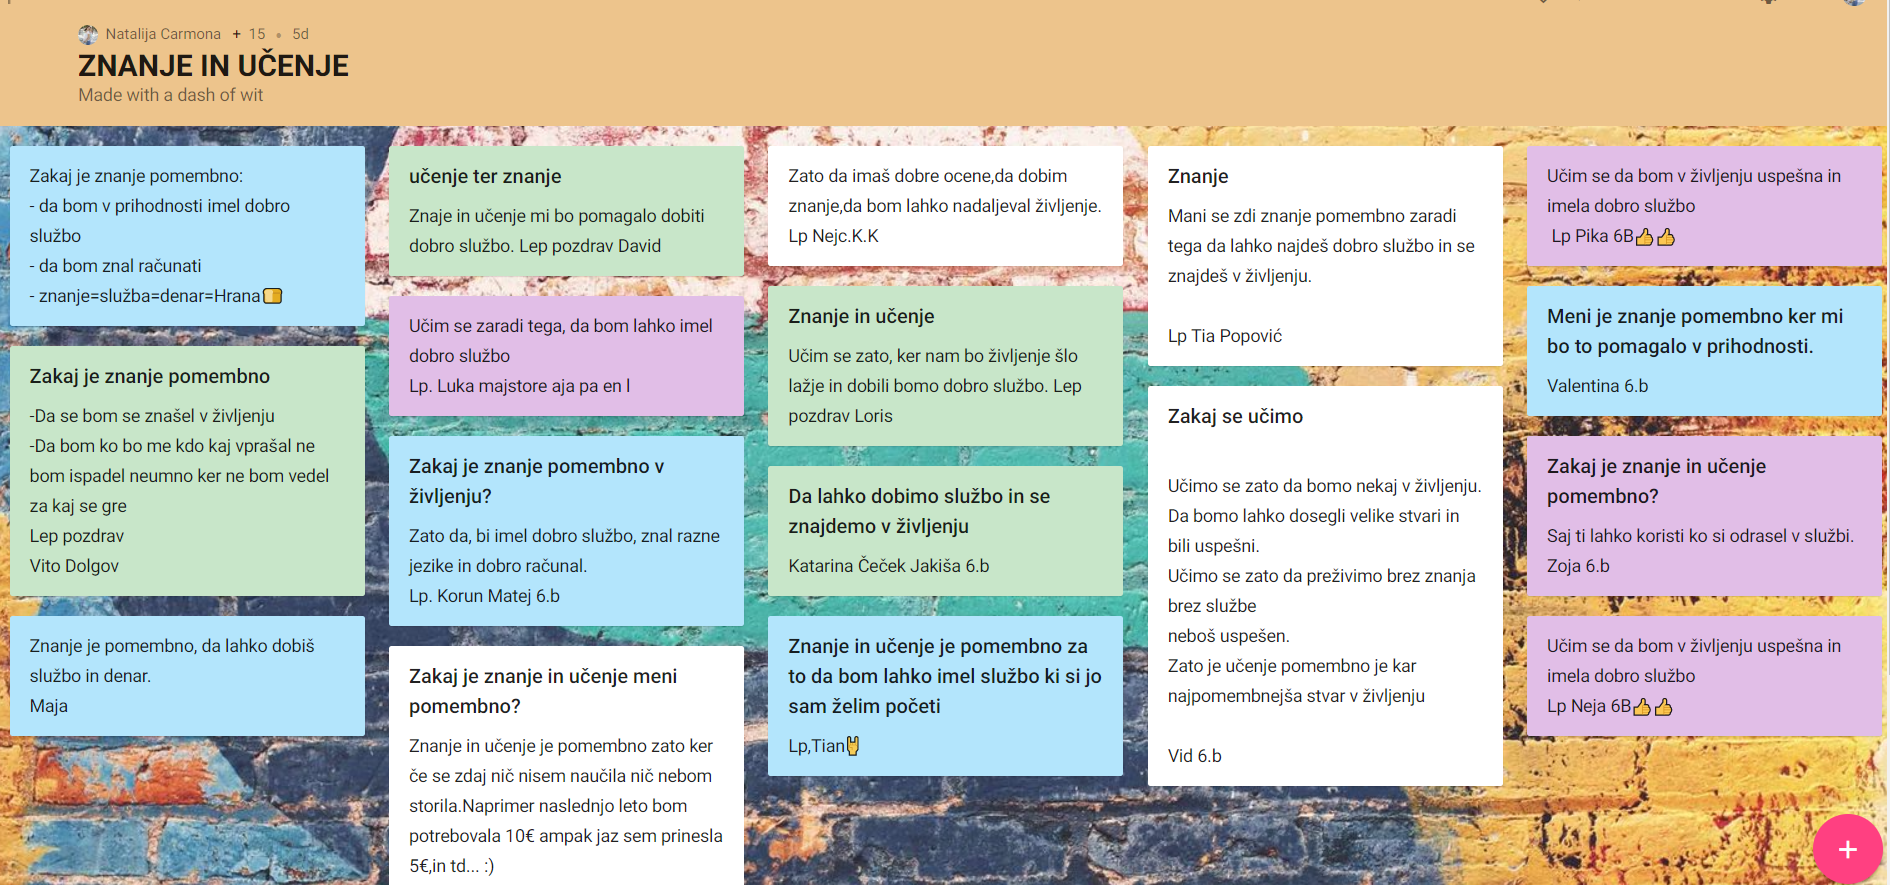 Natalija Carmona + 15 • 5d
ZNANJE IN UČENJE
Made with a dash of wit
Zakaj je znanje pomembno:
- da bom v prihodnosti imel dobro
službo
- da bom znal računati
- znanje=služba=denar=Hrana🍞
Zakaj je znanje pomembno
-Da se bom se znašel v življenju
-Da bom ko bo me kdo kaj vprašal ne
bom ispadel neumno ker ne bom vedel
za kaj se gre
Lep pozdrav
Vito Dolgov
Znanje je pomembno, da lahko dobiš
službo in denar.
Maja
učenje ter znanje
Znaje in učenje mi bo pomagalo dobiti
dobro službo. Lep pozdrav David
Učim se zaradi tega, da bom lahko imel
dobro službo
Lp. Luka majstore aja pa en l
Zakaj je znanje pomembno v
življenju?
Zato da, bi imel dobro službo, znal razne
jezike in dobro računal.
Lp. Korun Matej 6.b
Zakaj je znanje in učenje meni
pomembno?
Znanje in učenje je pomembno zato ker
če se zdaj nič nisem naučila nič nebom
storila.Naprimer naslednjo leto bom
potrebovala 10€ ampak jaz sem prinesla
5€,in td... :)
Zato da imaš dobre ocene,da dobim
znanje,da bom lahko nadaljeval življenje.
Lp Nejc.K.K
Znanje in učenje
Učim se zato, ker nam bo življenje šlo
lažje in dobili bomo dobro službo. Lep
pozdrav Loris
Da lahko dobimo službo in se
znajdemo v življenju
Katarina Čeček Jakiša 6.b
Znanje in učenje je pomembno za
to da bom lahko imel službo ki si jo
sam želim početi
Lp,Tian🤘
Znanje
Mani se zdi znanje pomembno zaradi
tega da lahko najdeš dobro službo in se
znajdeš v življenju.
Lp Tia Popović
Zakaj se učimo
Učimo se zato da bomo nekaj v življenju.
Da bomo lahko dosegli velike stvari in
bili uspešni.
Učimo se zato da preživimo brez znanja
brez službe
neboš uspešen.
Zato je učenje pomembno je kar
najpomembnejša stvar v življenju
Vid 6.b
Učim se da bom v življenju uspešna in
imela dobro službo
Lp Pika 6B👍👍
Meni je znanje pomembno ker mi
bo to pomagalo v prihodnosti.
Valentina 6.b
Zakaj je znanje in učenje
pomembno?
Saj ti lahko koristi ko si odrasel v službi.
Zoja 6.b
Učim se da bom v življenju uspešna in
imela dobro službo
Lp Neja 6B👍👍